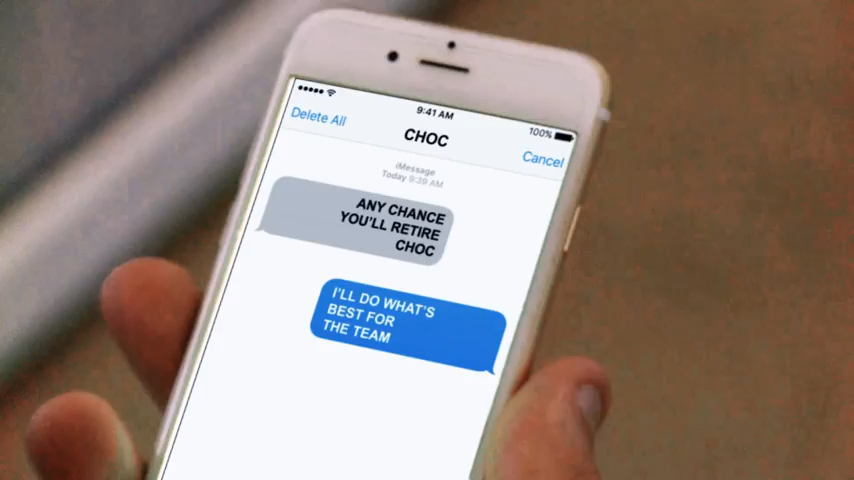 9:41 AM
100%
Delete All
CHOC
Cancel
iMessage
Today 9:39 AM
ANY CHANCE
YOU'LL RETIRE
CHOC
I'LL DO WHAT'S
BEST FOR
THE TEAM